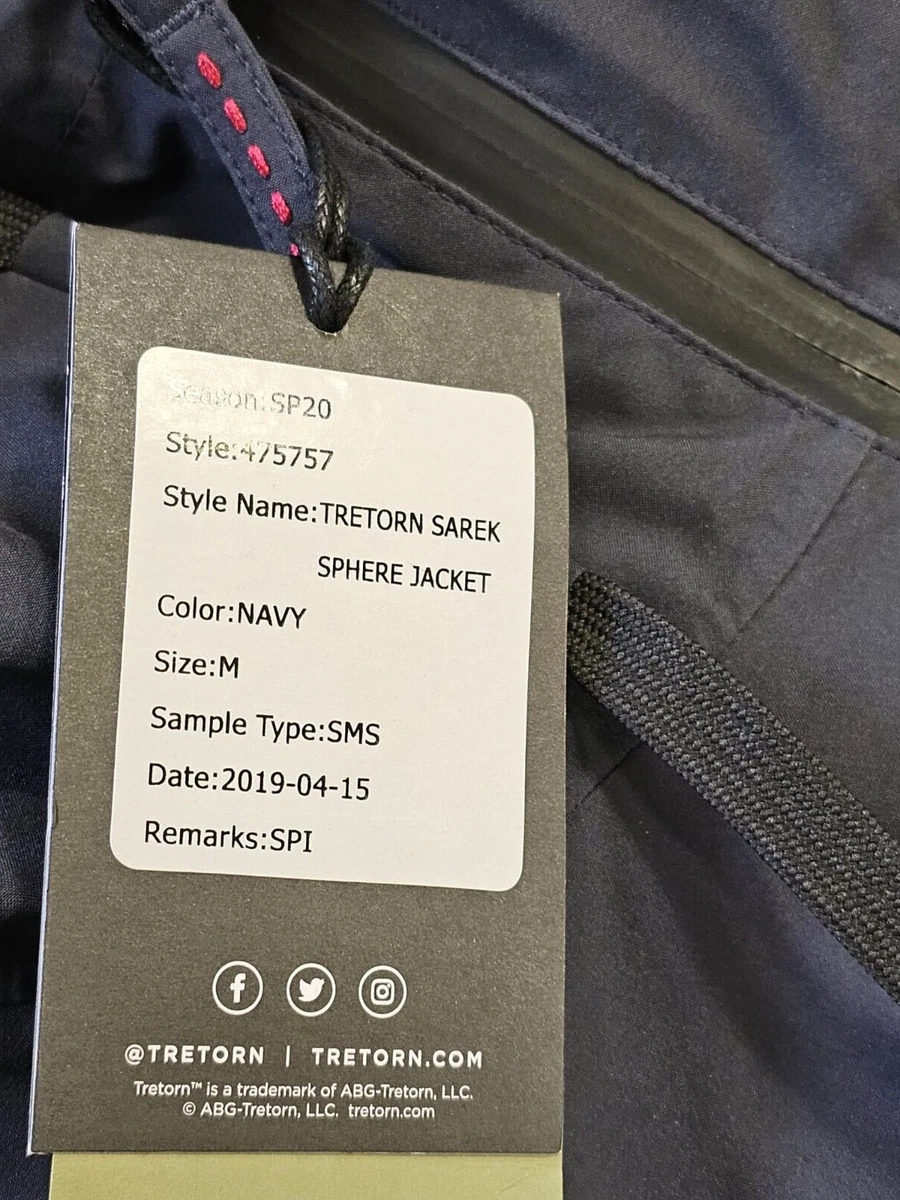 Season:SP20
Style:475757
Style Name:TRETORN SAREK
SPHERE JACKET
Color:NAVY
Size:M
Sample Type:SMS
Date:2019-04-15
Remarks:SPI
@TRETORN | TRETORN.COM
Tretorn™ is a trademark of ABG-Tretorn, LLC.
© ABG-Tretorn, LLC. tretorn.com